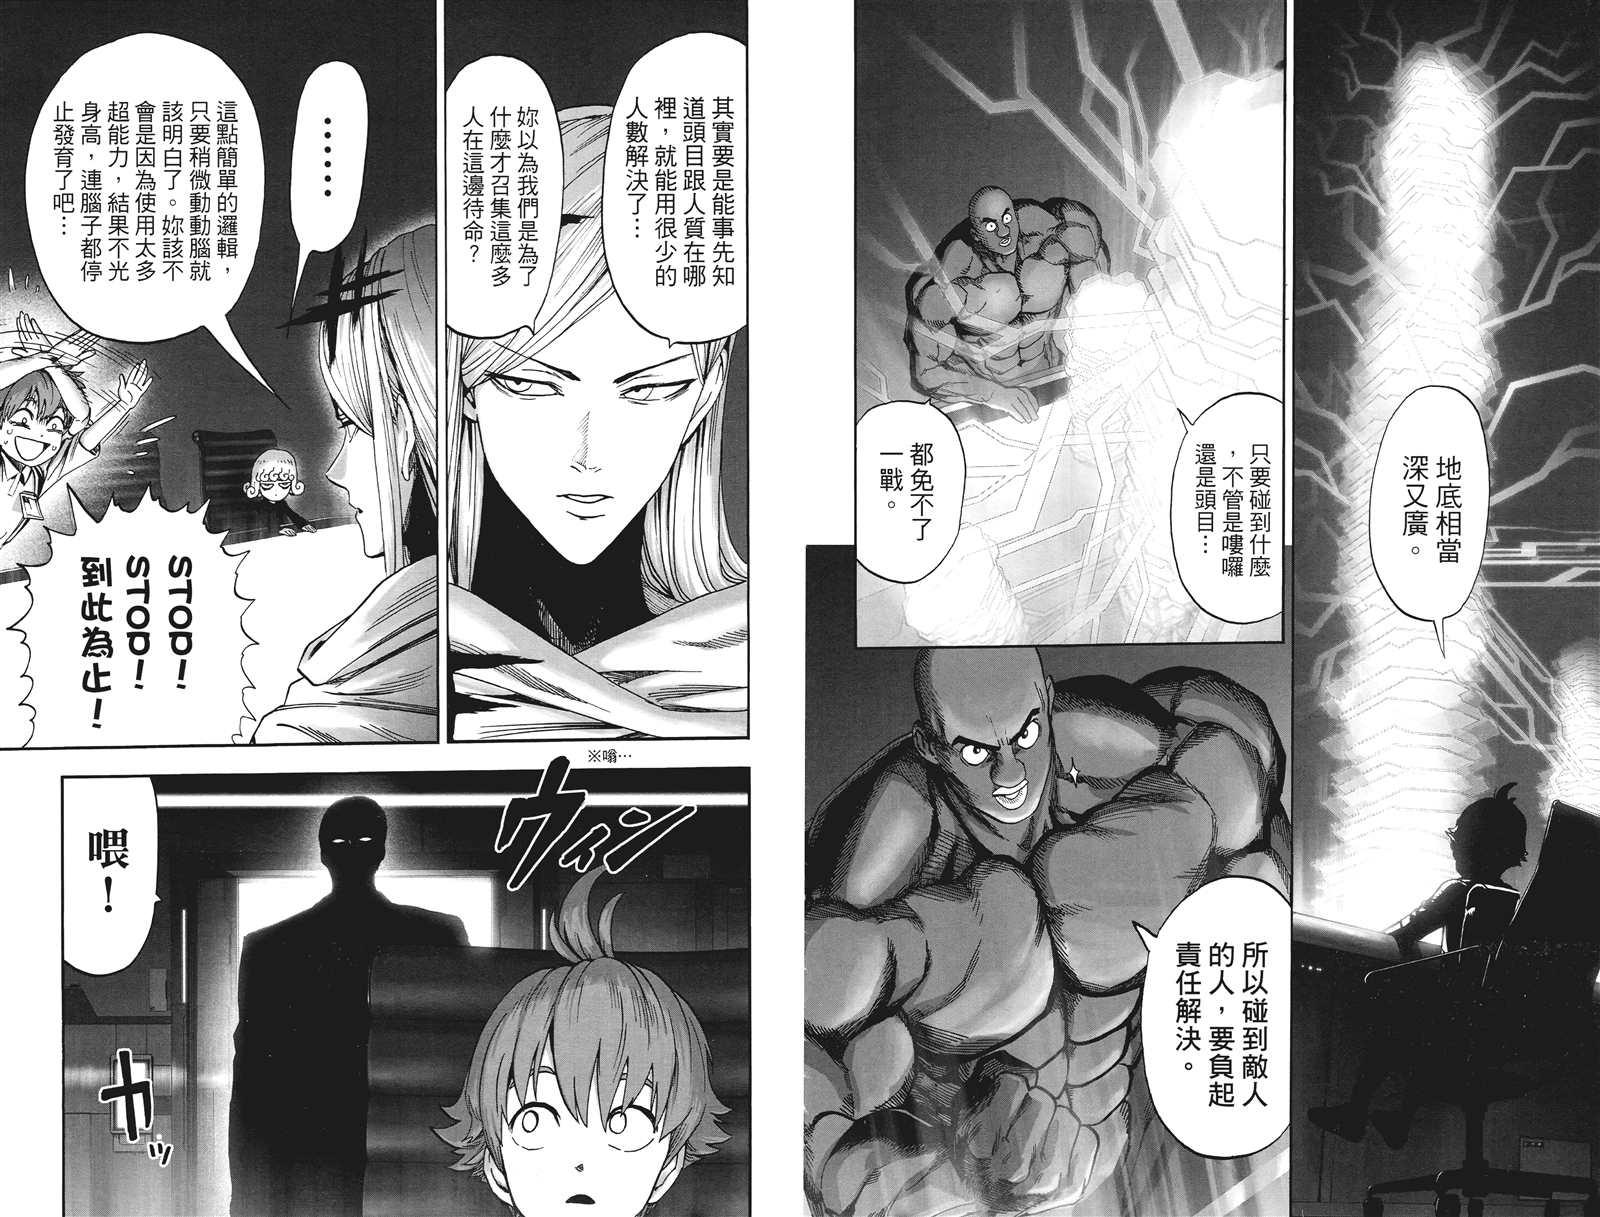 地底相當
深又廣。
只要碰到什麼
，不管是嘍囉
還是頭目…
都免不了
一戰。
所以碰到敵人
的人，要負起
責任解決。
其實要是能事先知
道頭目跟人質在哪
裡，就能用很少的
人數解決了…
妳以為我們是為了
什麼才召集這麼多
人在這邊待命？
……
這點簡單的邏輯，
只要稍微動動腦就
該明白了。妳該不
會是因為使用太多
超能力，結果不光
身高，連腦子都停
止發育了吧…
STOP！
STOP！
到此為止！
※嗡…
ウィン
喂！
カッ